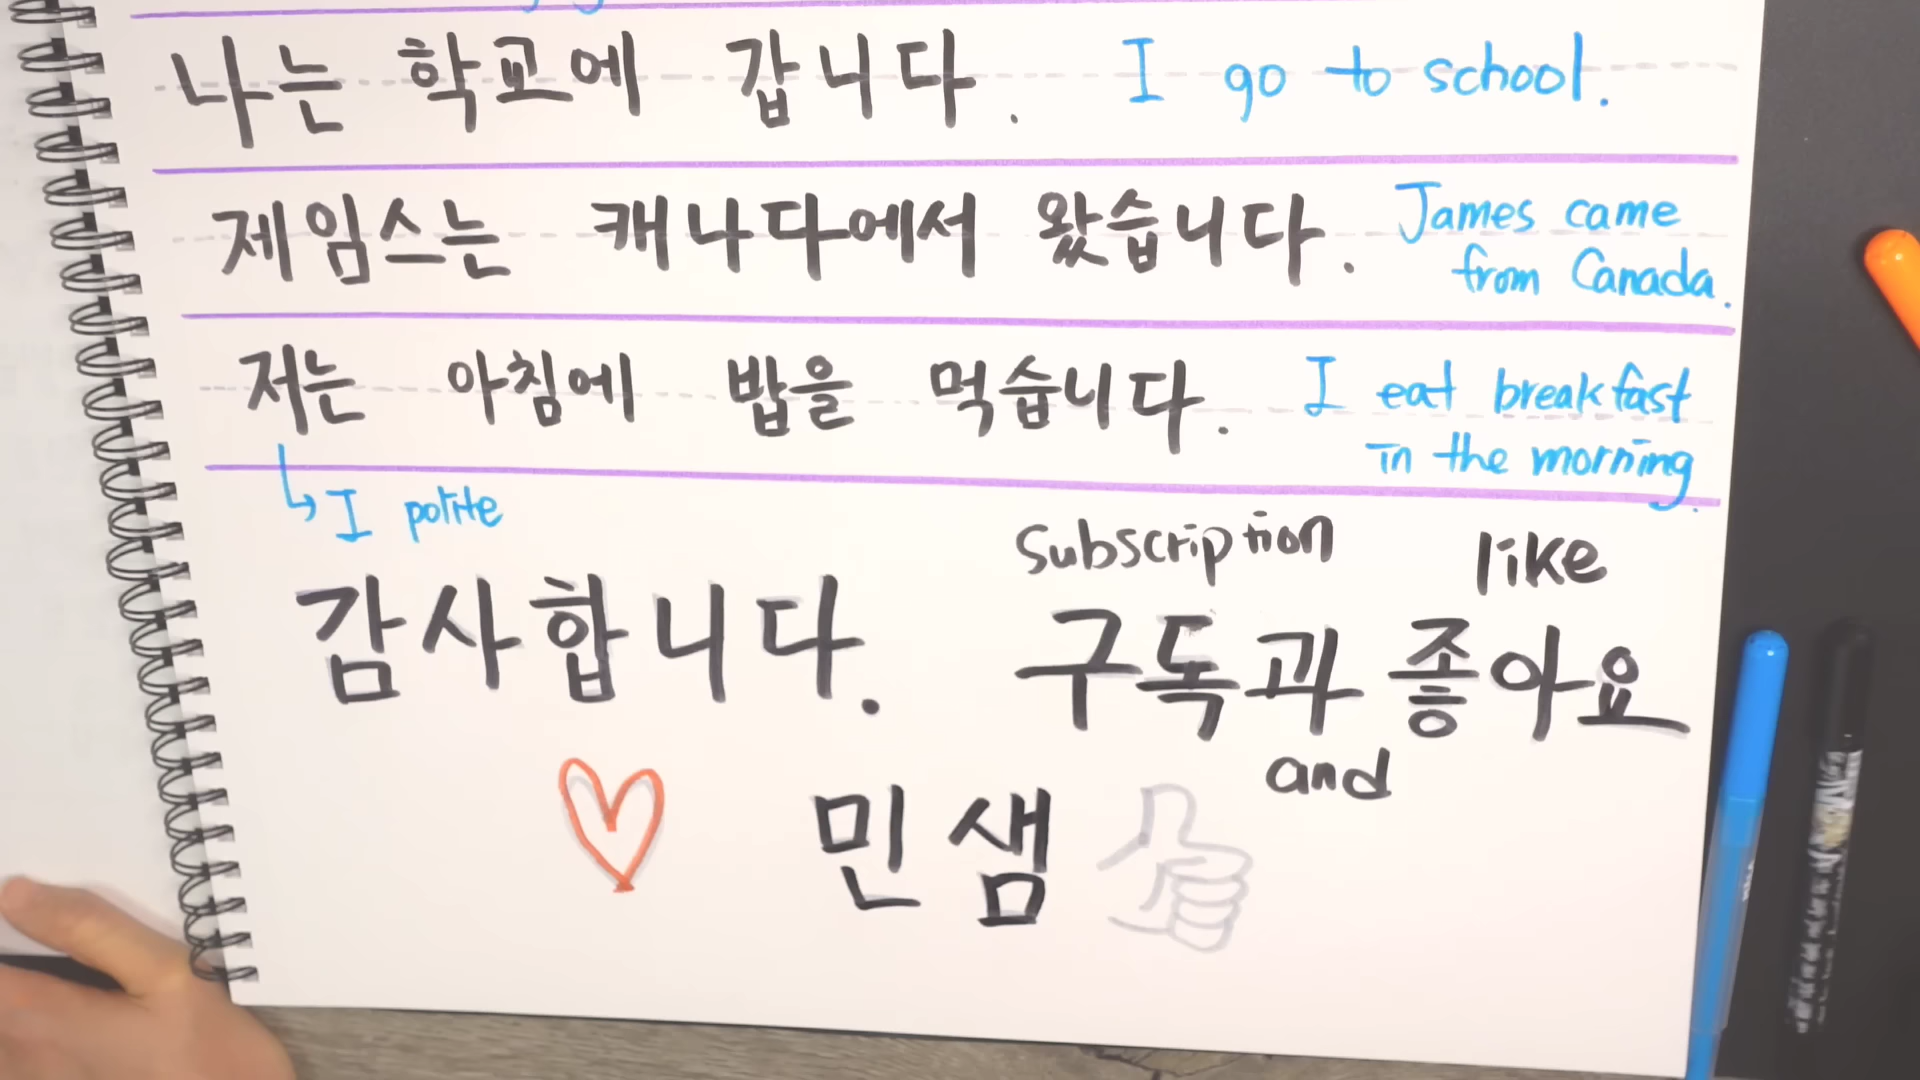 나는 학교에 갑니다. I go to school.
제임스는 캐나다에서 왔습니다. James came
from Canada.
저는 아침에 밥을 먹습니다. I eat breakfast
in the morning.
↳ I polite
Subscription like
감사합니다. 구독과 좋아요
and
민샘